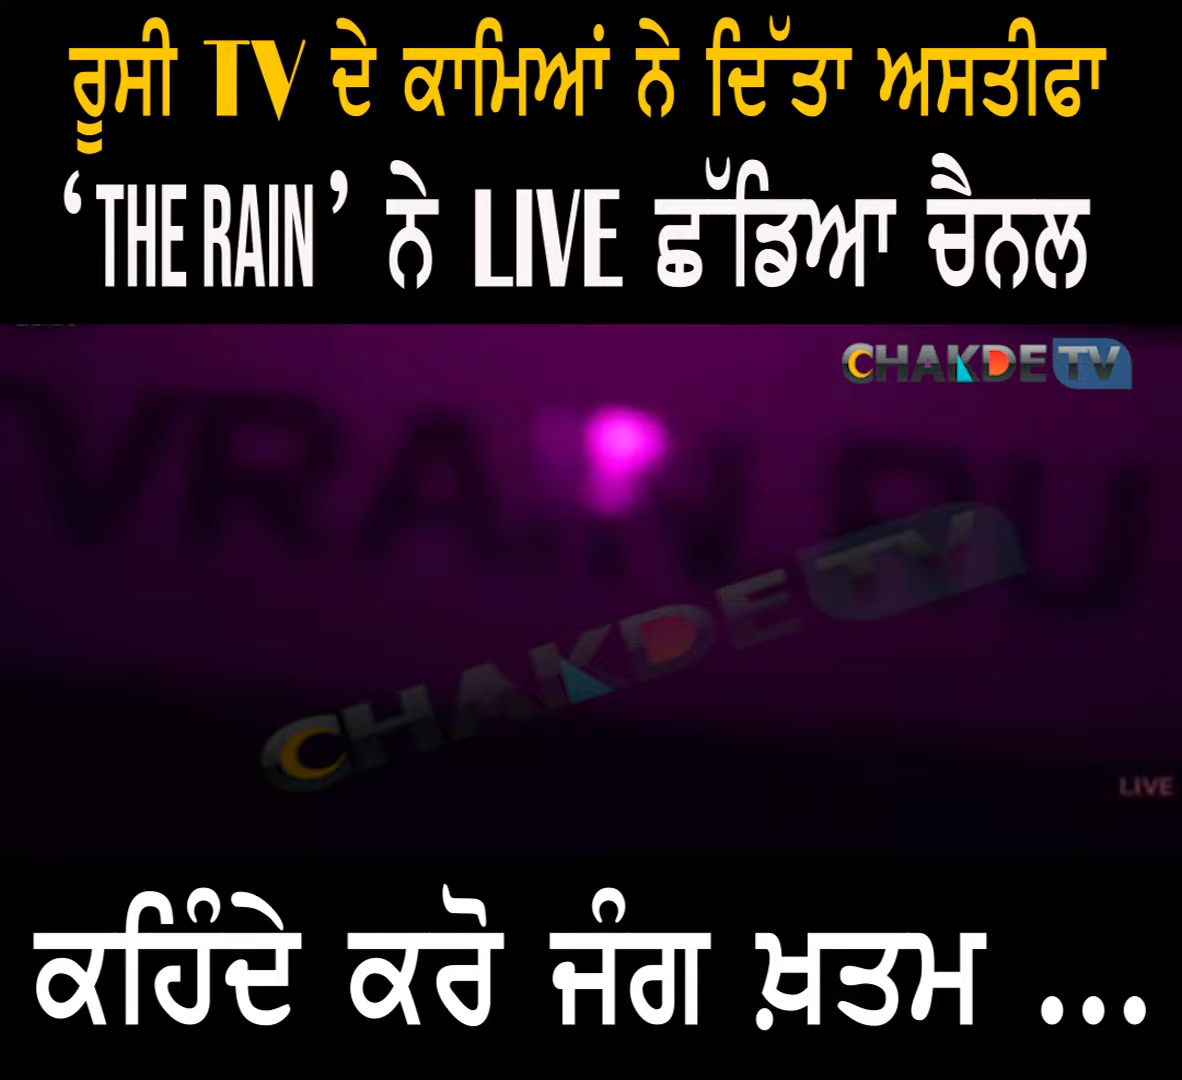 ਰੂਸੀ TV ਦੇ ਕਾਮਿਆਂ ਨੇ ਦਿੱਤਾ ਅਸਤੀਫਾ
‘THE RAIN’ ਨੇ LIVE ਛੱਡਿਆ ਚੈਨਲ
CHAKDE TV
CHAKDE TV
LIVE
ਕਹਿੰਦੇ ਕਰੋ ਜੰਗ ਖ਼ਤਮ ...